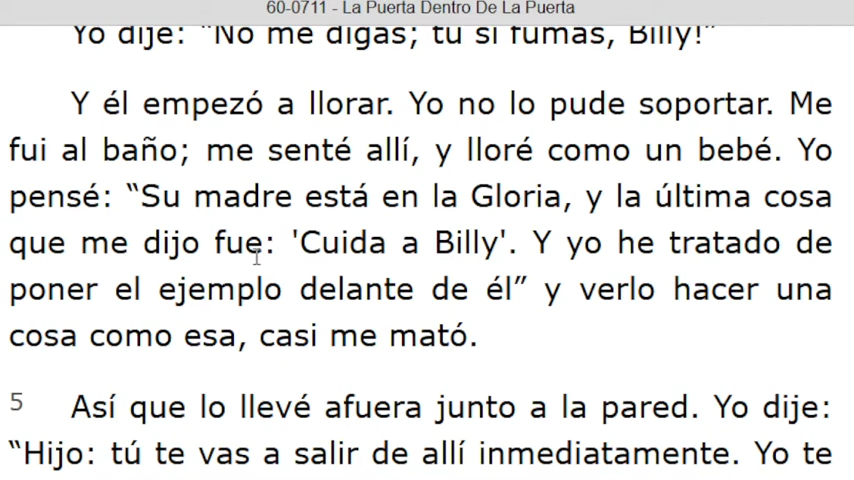 60-0711 - La Puerta Dentro De La Puerta
Yo dije: “No me digas; tú sí fumas, Billy!”
Y él empezó a llorar. Yo no lo pude soportar. Me
fui al baño; me senté allí, y lloré como un bebé. Yo
pensé: “Su madre está en la Gloria, y la última cosa
que me dijo fue: 'Cuida a Billy'. Y yo he tratado de
poner el ejemplo delante de él” y verlo hacer una
cosa como esa, casi me mató.
5 Así que lo llevé afuera junto a la pared. Yo dije:
“Hijo: tú te vas a salir de allí inmediatamente. Yo te